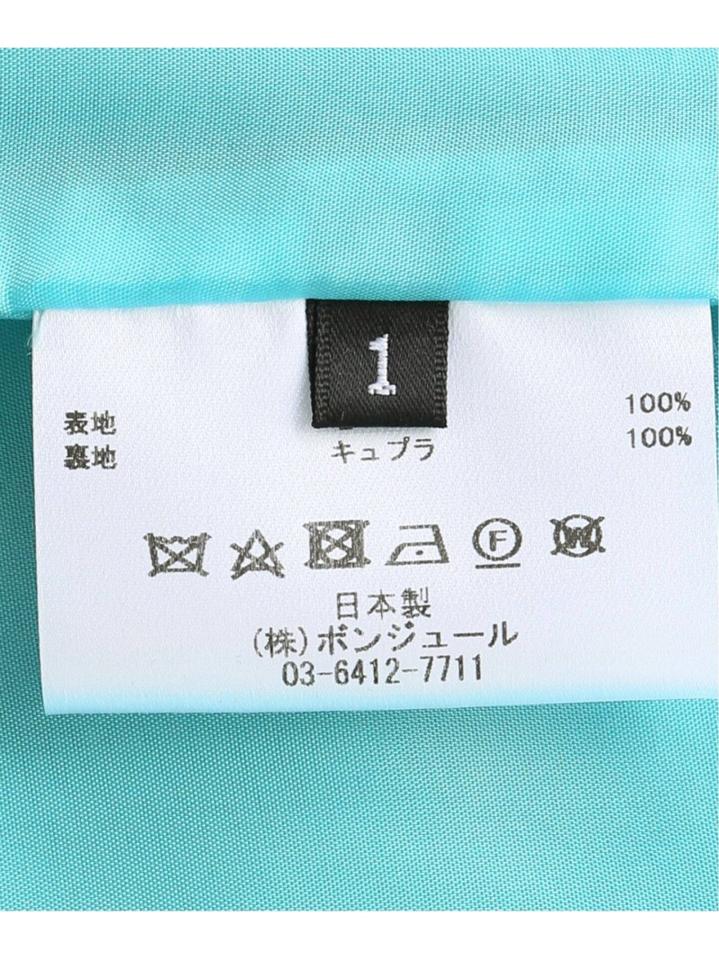 1
表地 100%
裏地 キュプラ 100%
F
W
日本製
(株)ボンジュール
03-6412-7711